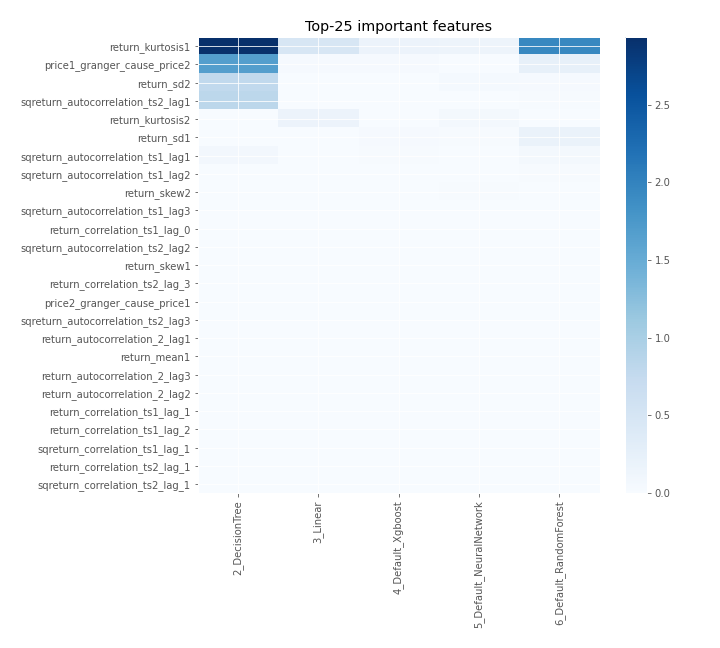 Top-25 important features
return_kurtosis1
price1_granger_cause_price2
return_sd2
sqreturn_autocorrelation_ts2_lag1
return_kurtosis2
return_sd1
sqreturn_autocorrelation_ts1_lag1
sqreturn_autocorrelation_ts1_lag2
return_skew2
sqreturn_autocorrelation_ts1_lag3
return_correlation_ts1_lag_0
sqreturn_autocorrelation_ts2_lag2
return_skew1
return_correlation_ts2_lag_3
price2_granger_cause_price1
sqreturn_autocorrelation_ts2_lag3
return_autocorrelation_2_lag1
return_mean1
return_autocorrelation_2_lag3
return_autocorrelation_2_lag2
return_correlation_ts1_lag_1
return_correlation_ts1_lag_2
sqreturn_correlation_ts1_lag_1
return_correlation_ts2_lag_1
sqreturn_correlation_ts2_lag_1
2_DecisionTree
3_Linear
4_Default_Xgboost
5_Default_NeuralNetwork
6_Default_RandomForest
2.5
2.0
1.5
1.0
0.5
0.0